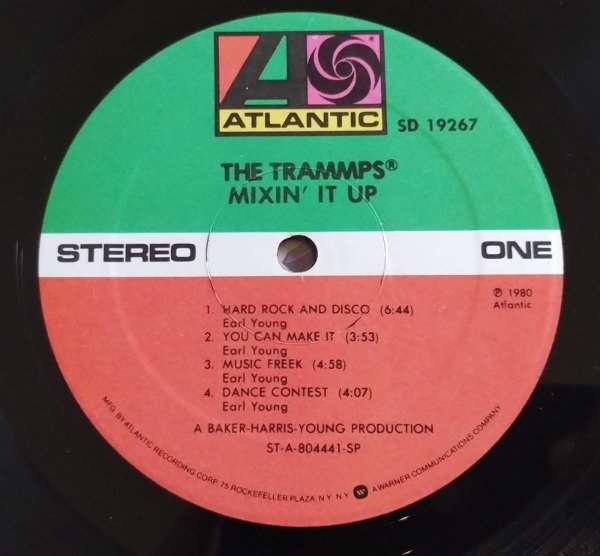 ATLANTIC
SD 19267
THE TRAMMPS®
MIXIN' IT UP
STEREO
ONE
℗ 1980
Atlantic
1. HARD ROCK AND DISCO (6:44)
Earl Young
2. YOU CAN MAKE IT (3:53)
Earl Young
3. MUSIC FREEK (4:58)
Earl Young
4. DANCE CONTEST (4:07)
Earl Young
A BAKER-HARRIS-YOUNG PRODUCTION
ST-A-804441-SP
MFG. BY ATLANTIC RECORDING CORP. 75 ROCKEFELLER PLAZA, N.Y. N.Y. W A WARNER COMMUNICATIONS COMPANY